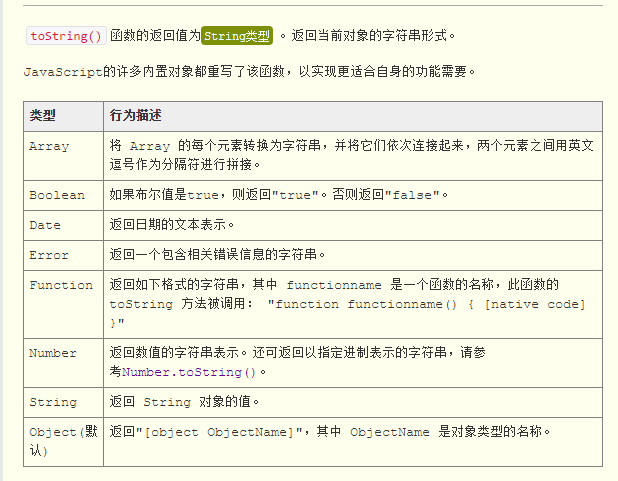 toString() 函数的返回值为String类型 。返回当前对象的字符串形式。
JavaScript的许多内置对象都重写了该函数，以实现更适合自身的功能需要。
类型 行为描述
Array 将 Array 的每个元素转换为字符串，并将它们依次连接起来，两个元素之间用英文
逗号作为分隔符进行拼接。
Boolean 如果布尔值是true，则返回"true"。否则返回"false"。
Date 返回日期的文本表示。
Error 返回一个包含相关错误信息的字符串。
Function 返回如下格式的字符串，其中 functionname 是一个函数的名称，此函数的
toString 方法被调用： "function functionname() { [native code]
}"
Number 返回数值的字符串表示。还可返回以指定进制表示的字符串，请参
考Number.toString()。
String 返回 String 对象的值。
Object(默 返回"[object ObjectName]"，其中 ObjectName 是对象类型的名称。
认)